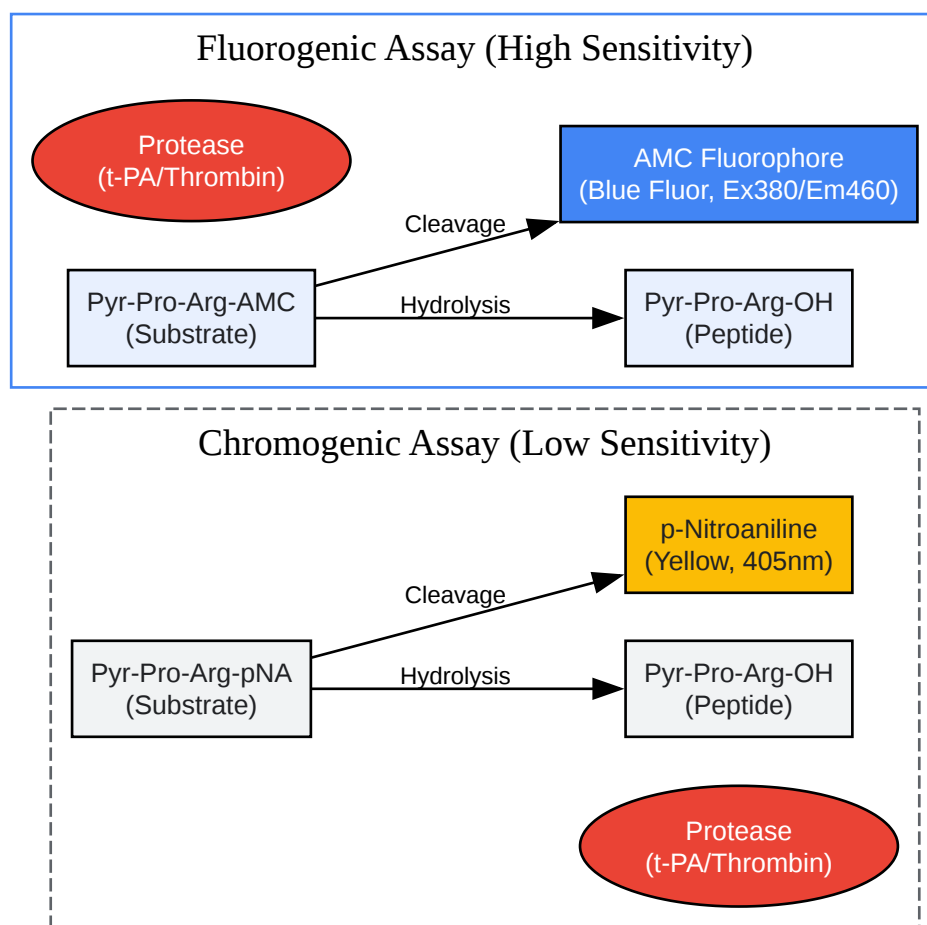 Fluorogenic Assay (High Sensitivity)
Protease
(t-PA/Thrombin)
AMC Fluorophore
(Blue Fluor, Ex380/Em460)
Cleavage
Pyr-Pro-Arg-AMC
(Substrate)
Hydrolysis
Pyr-Pro-Arg-OH
(Peptide)
Chromogenic Assay (Low Sensitivity)
p-Nitroaniline
(Yellow, 405nm)
Cleavage
Pyr-Pro-Arg-pNA
(Substrate)
Hydrolysis
Pyr-Pro-Arg-OH
(Peptide)
Protease
(t-PA/Thrombin)